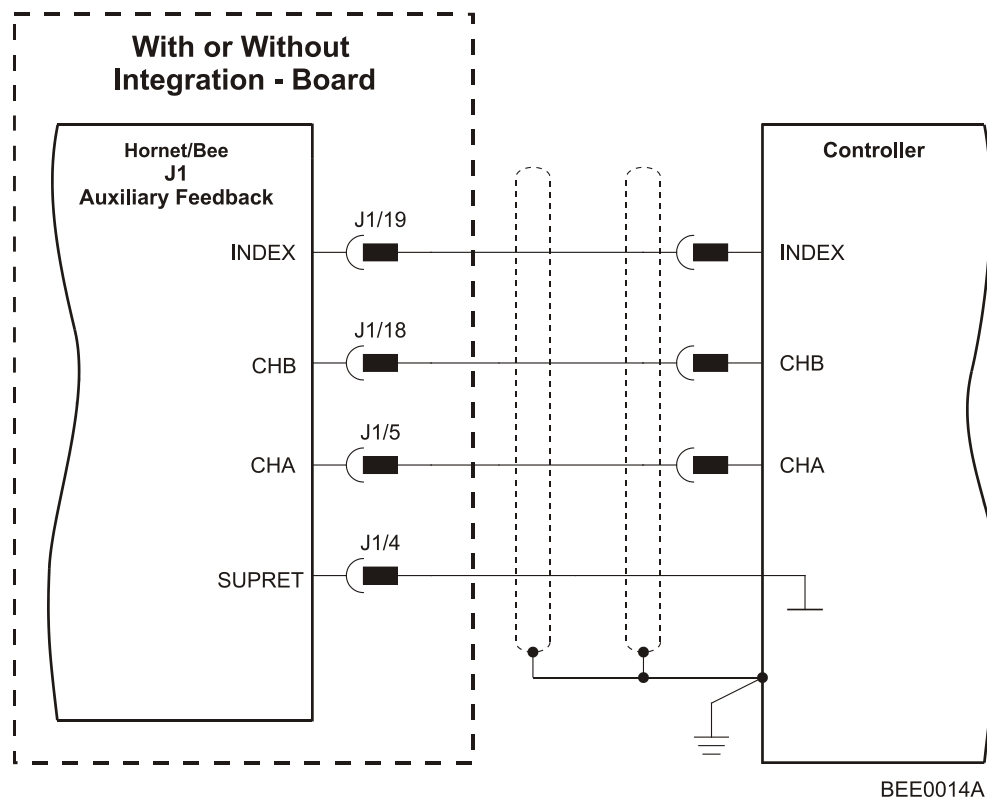 With or Without
Integration - Board
Hornet/Bee
J1
Auxiliary Feedback
Controller
J1/19
INDEX
INDEX
J1/18
CHB
CHB
J1/5
CHA
CHA
J1/4
SUPRET
BEE0014A